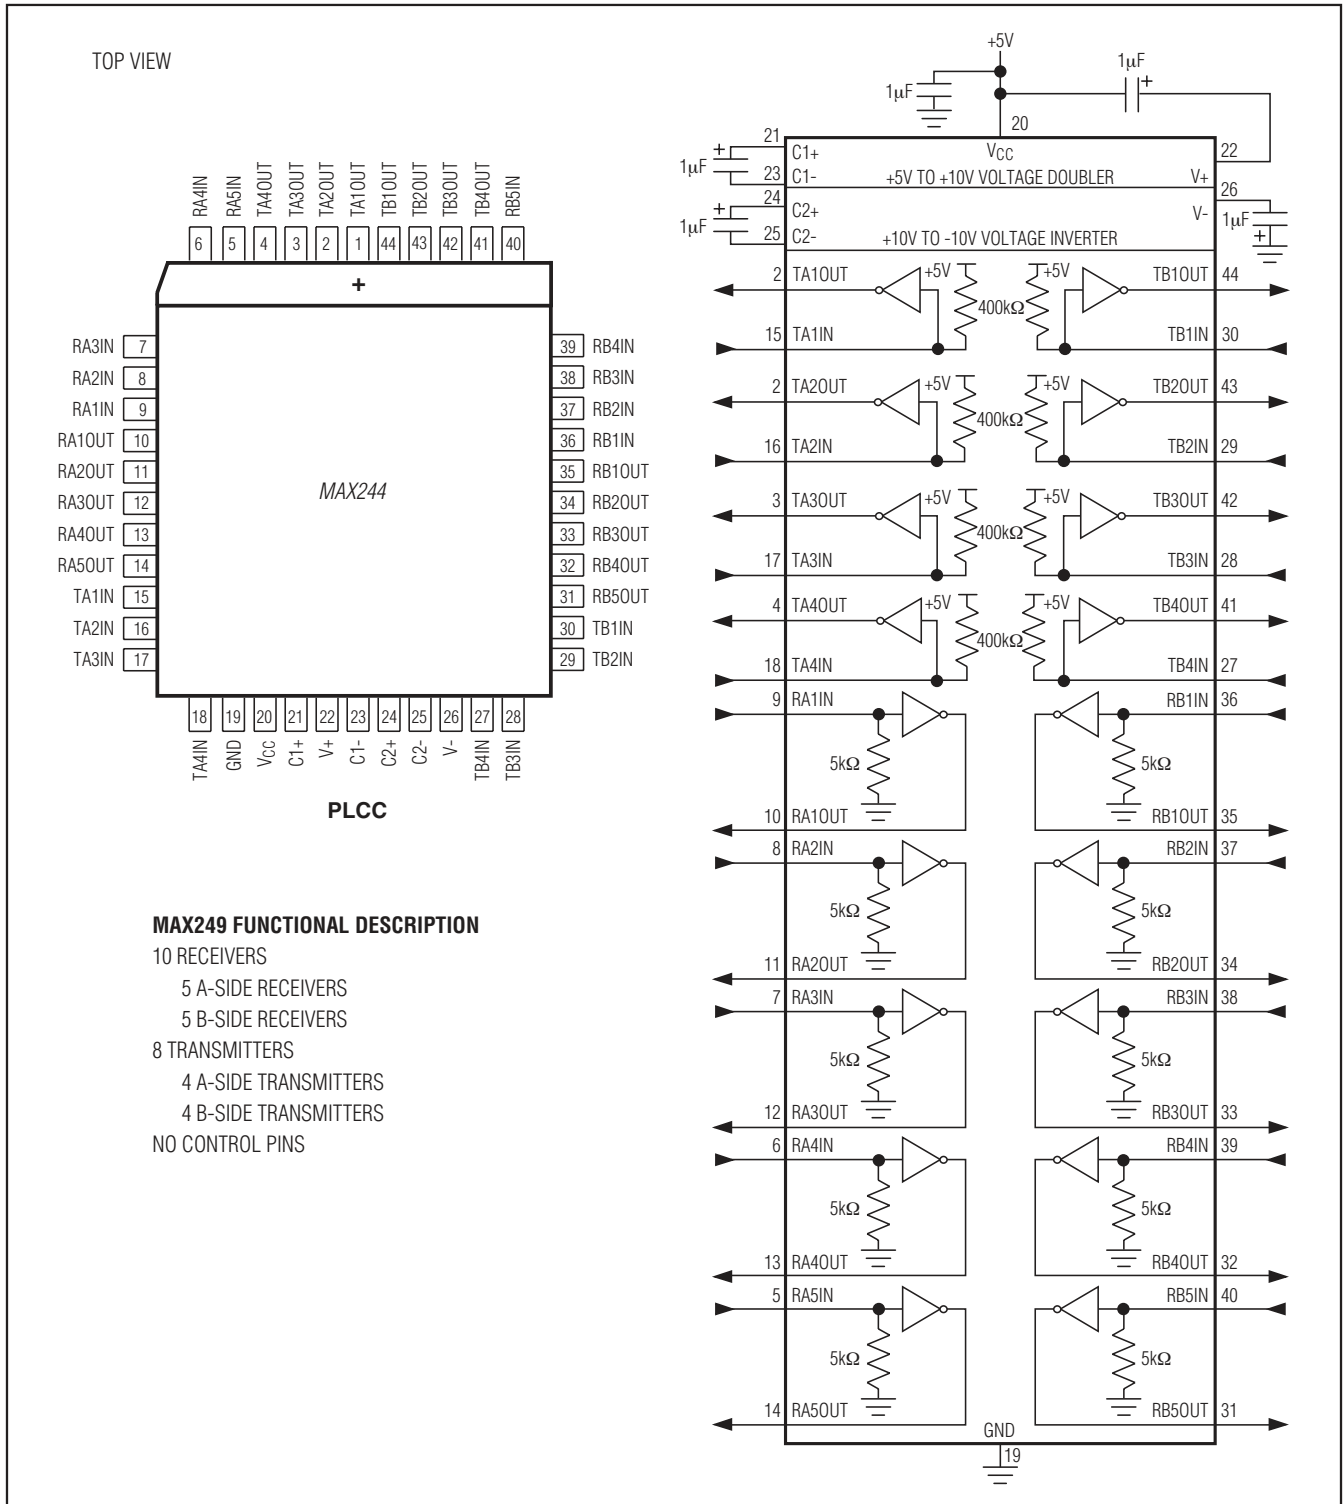 TOP VIEW
RA4IN RA5IN TA4OUT TA3OUT TA2OUT TA1OUT TB1OUT TB2OUT TB3OUT TB4OUT RB5IN
6 5 4 3 2 1 44 43 42 41 40
+
RA3IN 7
RA2IN 8
RA1IN 9
RA1OUT 10
RA2OUT 11
RA3OUT 12
RA4OUT 13
RA5OUT 14
TA1IN 15
TA2IN 16
TA3IN 17
MAX244
39 RB4IN
38 RB3IN
37 RB2IN
36 RB1IN
35 RB1OUT
34 RB2OUT
33 RB3OUT
32 RB4OUT
31 RB5OUT
30 TB1IN
29 TB2IN
18 19 20 21 22 23 24 25 26 27 28
TA4IN GND VCC C1+ V+ C1- C2+ C2- V- TB4IN TB3IN
PLCC
MAX249 FUNCTIONAL DESCRIPTION
10 RECEIVERS
5 A-SIDE RECEIVERS
5 B-SIDE RECEIVERS
8 TRANSMITTERS
4 A-SIDE TRANSMITTERS
4 B-SIDE TRANSMITTERS
NO CONTROL PINS
+5V
1µF
1µF +
20
21 C1+ VCC 22
+ 1µF
23 C1- +5V TO +10V VOLTAGE DOUBLER V+
24 C2+ V- 26
+ 1µF 1µF +
25 C2- +10V TO -10V VOLTAGE INVERTER
2 TA1OUT +5V +5V TB1OUT 44
400kΩ
15 TA1IN TB1IN 30
2 TA2OUT +5V +5V TB2OUT 43
400kΩ
16 TA2IN TB2IN 29
3 TA3OUT +5V +5V TB3OUT 42
400kΩ
17 TA3IN TB3IN 28
4 TA4OUT +5V +5V TB4OUT 41
400kΩ
18 TA4IN TB4IN 27
9 RA1IN RB1IN 36
5kΩ 5kΩ
10 RA1OUT RB1OUT 35
8 RA2IN RB2IN 37
5kΩ 5kΩ
11 RA2OUT RB2OUT 34
7 RA3IN RB3IN 38
5kΩ 5kΩ
12 RA3OUT RB3OUT 33
6 RA4IN RB4IN 39
5kΩ 5kΩ
13 RA4OUT RB4OUT 32
5 RA5IN RB5IN 40
5kΩ 5kΩ
14 RA5OUT RB5OUT 31
GND
19